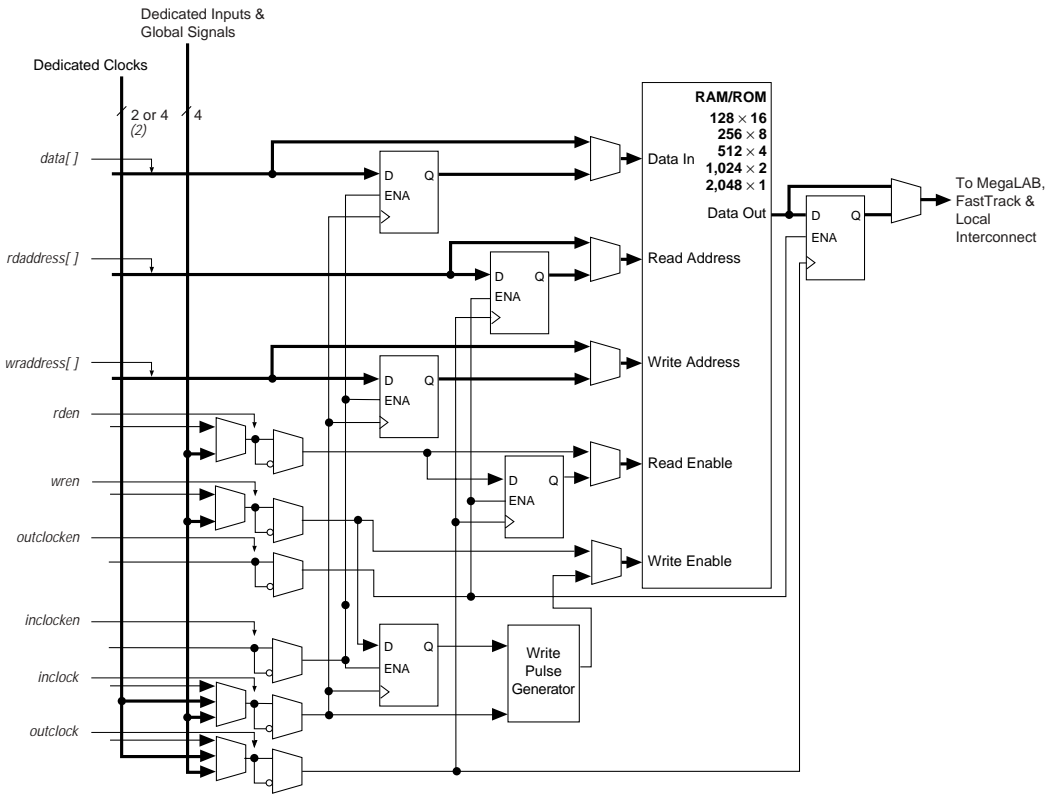 Dedicated Inputs &
Global Signals
Dedicated Clocks
2 or 4
(2)
4
RAM/ROM
128 × 16
256 × 8
512 × 4
1,024 × 2
2,048 × 1
data[ ]
D
Q
ENA
Data In
Data Out
D
Q
ENA
To MegaLAB,
FastTrack &
Local
Interconnect
rdaddress[ ]
D
Q
ENA
Read Address
wraddress[ ]
D
Q
ENA
Write Address
rden
Read Enable
D
Q
ENA
wren
outclocken
Write Enable
inclocken
D
Q
ENA
Write
Pulse
Generator
inclock
outclock